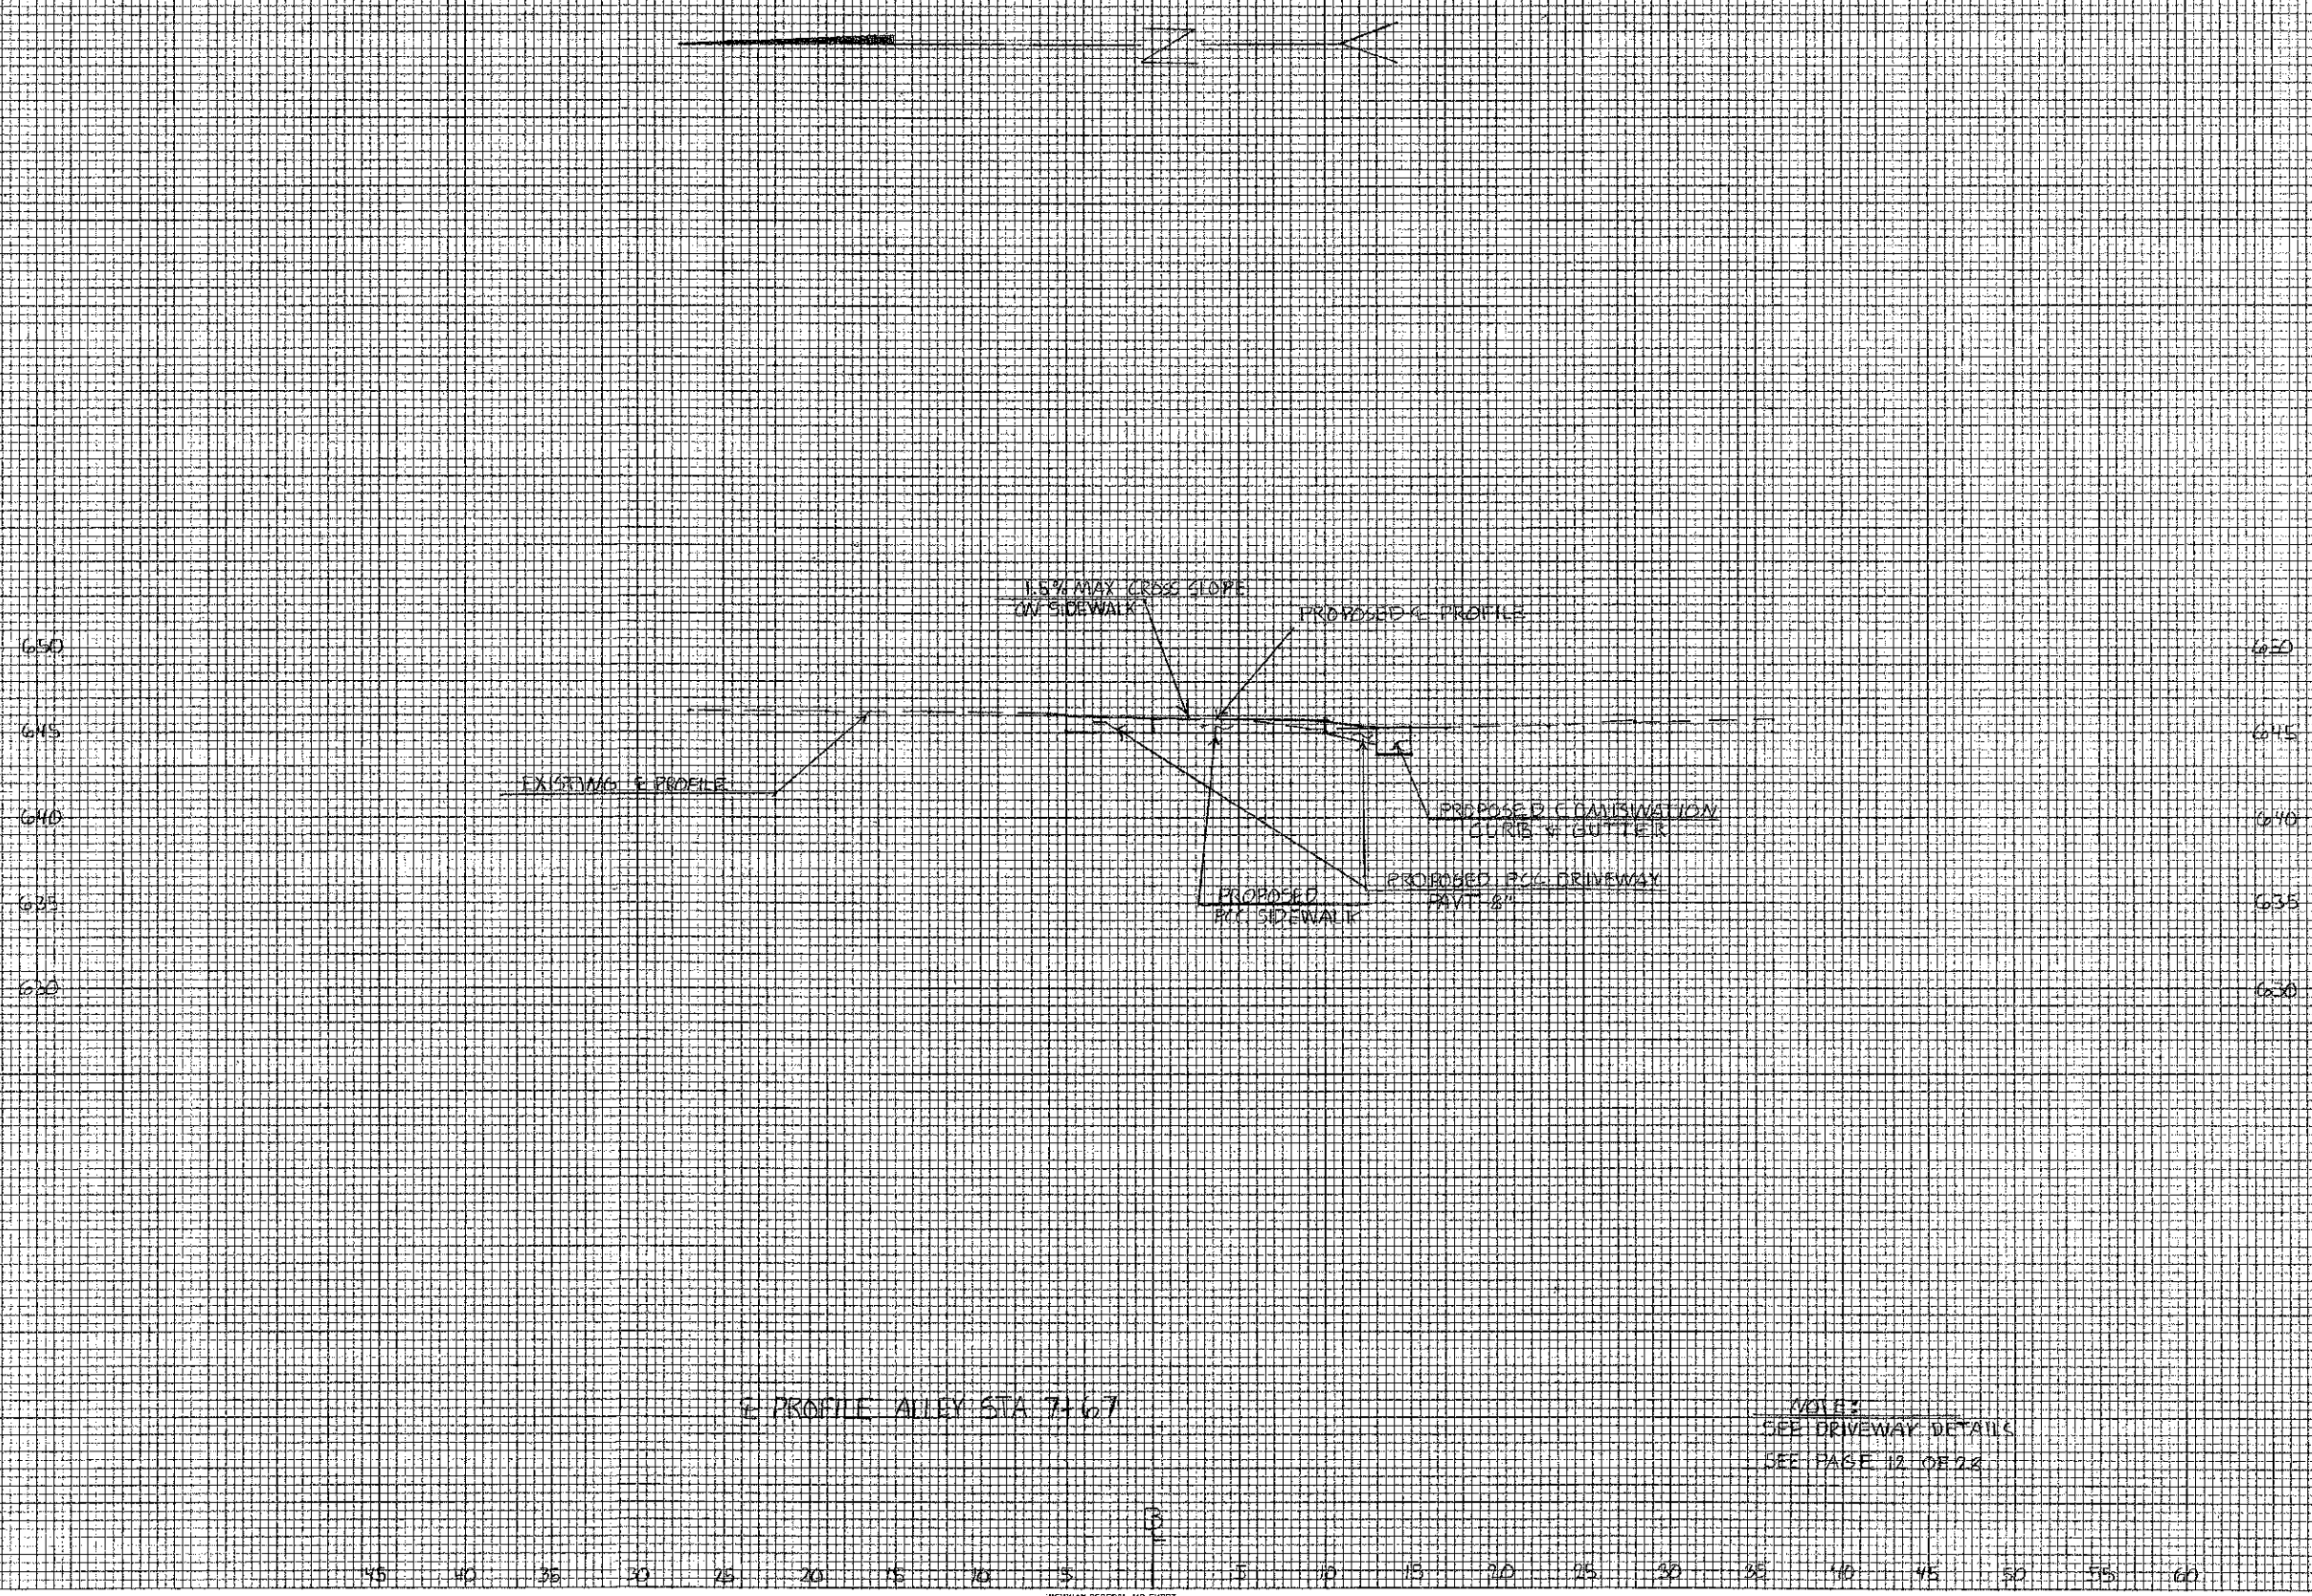 N
1.5% MAX CROSS SLOPE
ON SIDEWALK
PROPOSED ℄ PROFILE
650
650
645
645
EXISTING ℄ PROFILE
640
640
PROPOSED COMBINATION
CURB & GUTTER
PROPOSED PCC DRIVEWAY
PAVT 8"
PROPOSED
PCC SIDEWALK
635
635
630
630
℄ PROFILE ALLEY STA 7+67
NOTE:
SEE DRIVEWAY DETAILS
SEE PAGE 12 OF 28
B
L
45 40 35 30 25 20 15 10 5 5 10 15 20 25 30 35 40 45 50 55 60